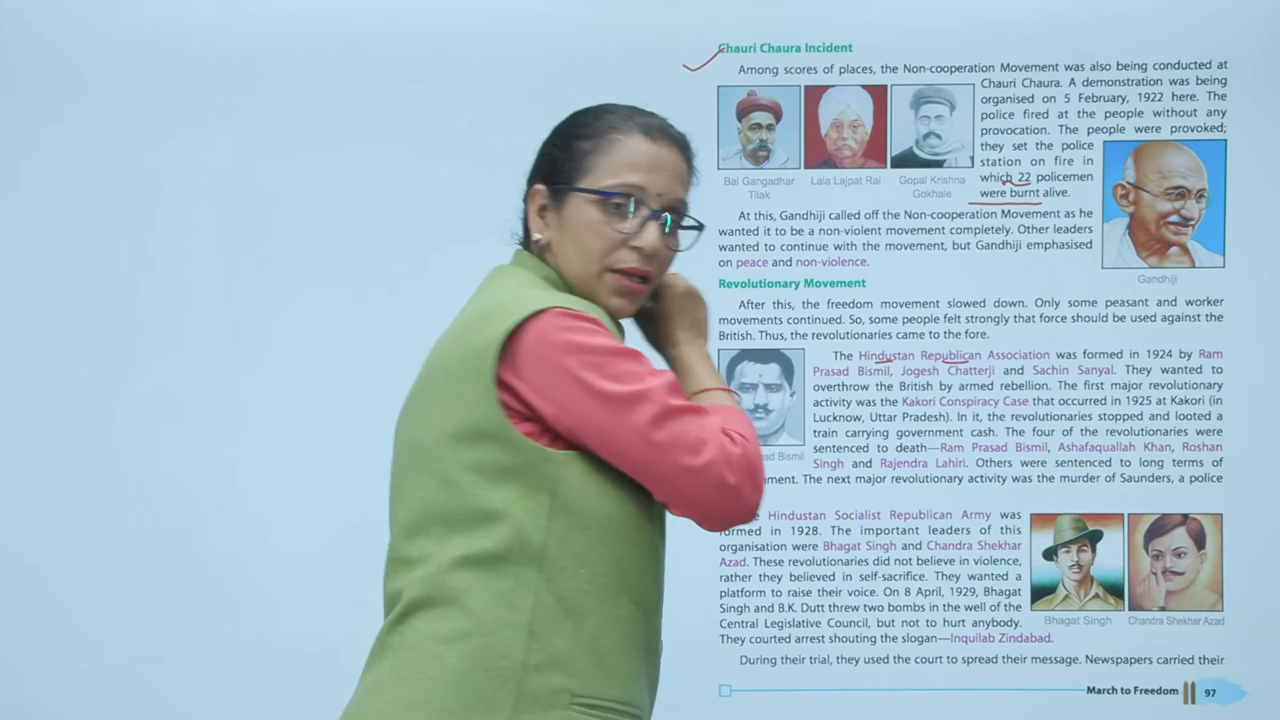 Chauri Chaura Incident
Among scores of places, the Non-cooperation Movement was also being conducted at
Chauri Chaura. A demonstration was being
organised on 5 February, 1922 here. The
police fired at the people without any
provocation. The people were provoked;
they set the police
station on fire in
which 22 policemen
were burnt alive.
Bal Gangadhar
Tilak
Lala Lajpat Rai
Gopal Krishna
Gokhale
Gandhiji
At this, Gandhiji called off the Non-cooperation Movement as he
wanted it to be a non-violent movement completely. Other leaders
wanted to continue with the movement, but Gandhiji emphasised
on peace and non-violence.
Revolutionary Movement
After this, the freedom movement slowed down. Only some peasant and worker
movements continued. So, some people felt strongly that force should be used against the
British. Thus, the revolutionaries came to the fore.
The Hindustan Republican Association was formed in 1924 by Ram
Prasad Bismil, Jogesh Chatterji and Sachin Sanyal. They wanted to
overthrow the British by armed rebellion. The first major revolutionary
activity was the Kakori Conspiracy Case that occurred in 1925 at Kakori (in
Lucknow, Uttar Pradesh). In it, the revolutionaries stopped and looted a
train carrying government cash. The four of the revolutionaries were
sentenced to death—Ram Prasad Bismil, Ashafaquallah Khan, Roshan
Singh and Rajendra Lahiri. Others were sentenced to long terms of
Bismil
The next major revolutionary activity was the murder of Saunders, a police
Hindustan Socialist Republican Army was
formed in 1928. The important leaders of this
organisation were Bhagat Singh and Chandra Shekhar
Azad. These revolutionaries did not believe in violence,
rather they believed in self-sacrifice. They wanted a
platform to raise their voice. On 8 April, 1929, Bhagat
Singh and B.K. Dutt threw two bombs in the well of the
Central Legislative Council, but not to hurt anybody.
They courted arrest shouting the slogan—Inquilab Zindabad.
Bhagat Singh
Chandra Shekhar Azad
During their trial, they used the court to spread their message. Newspapers carried their
March to Freedom 97